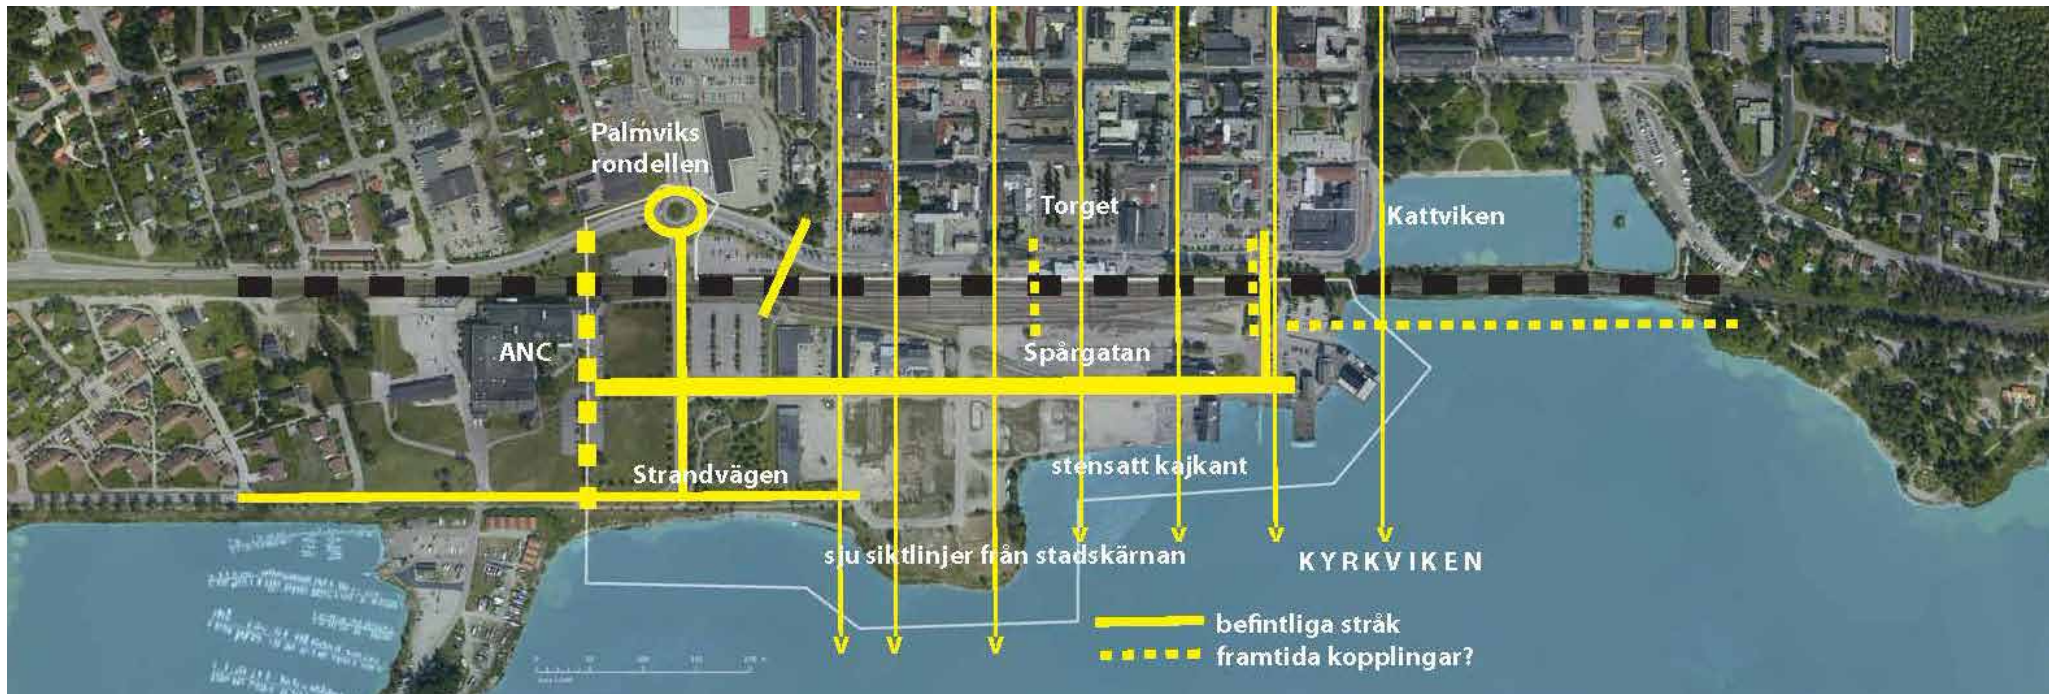 Palmviks
rondellen
Torget
Kattviken
ANC
Spårgatan
Strandvägen
stensatt kajkant
sju siktlinjer från stadskärnan
KYRKVIKEN
befintliga stråk
framtida kopplingar?